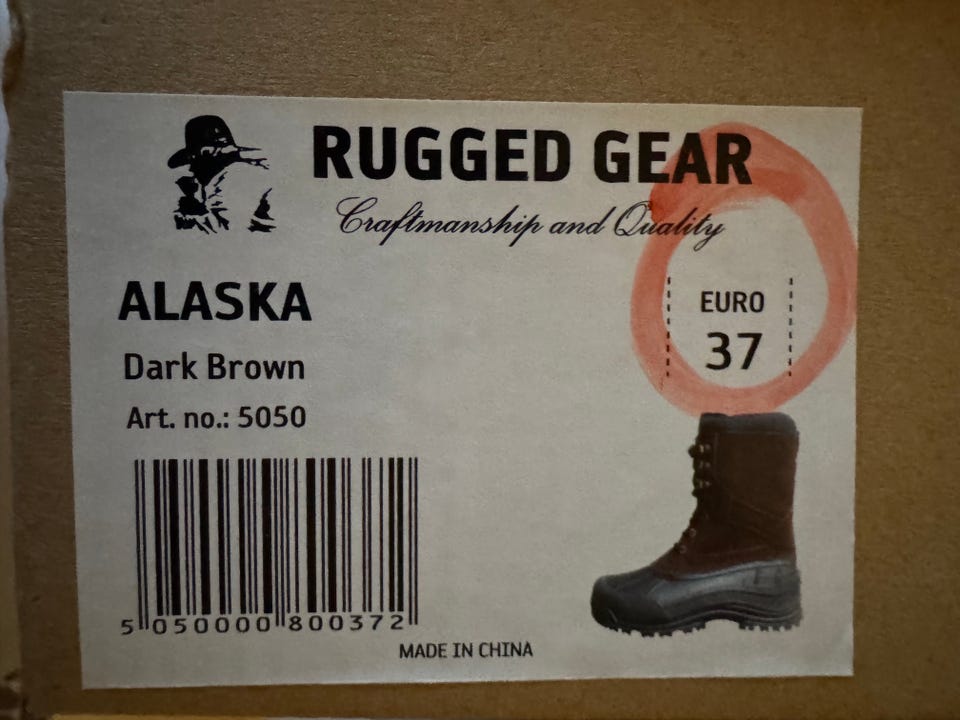 RUGGED GEAR
Craftmanship and Quality
ALASKA
Dark Brown
Art. no.: 5050
EURO
37
5 050000 800372
MADE IN CHINA